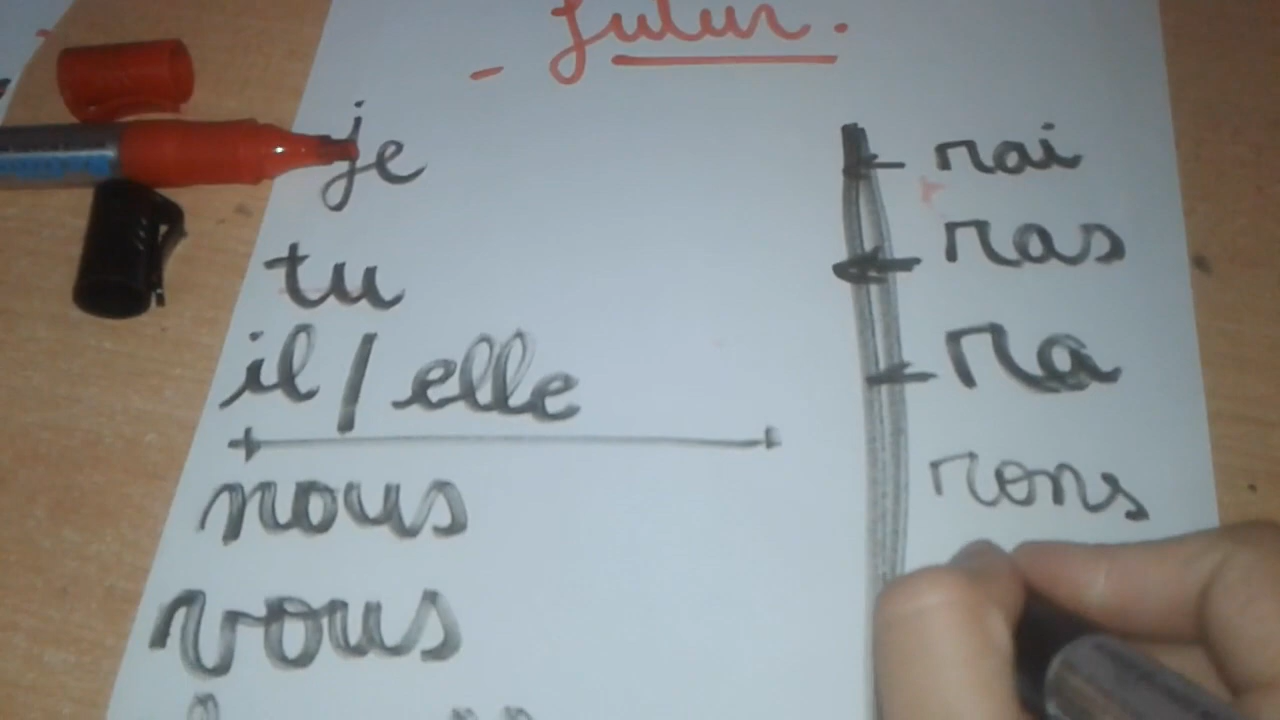 - futur.
je rai
tu ras
il / elle ra
nous rons
vous